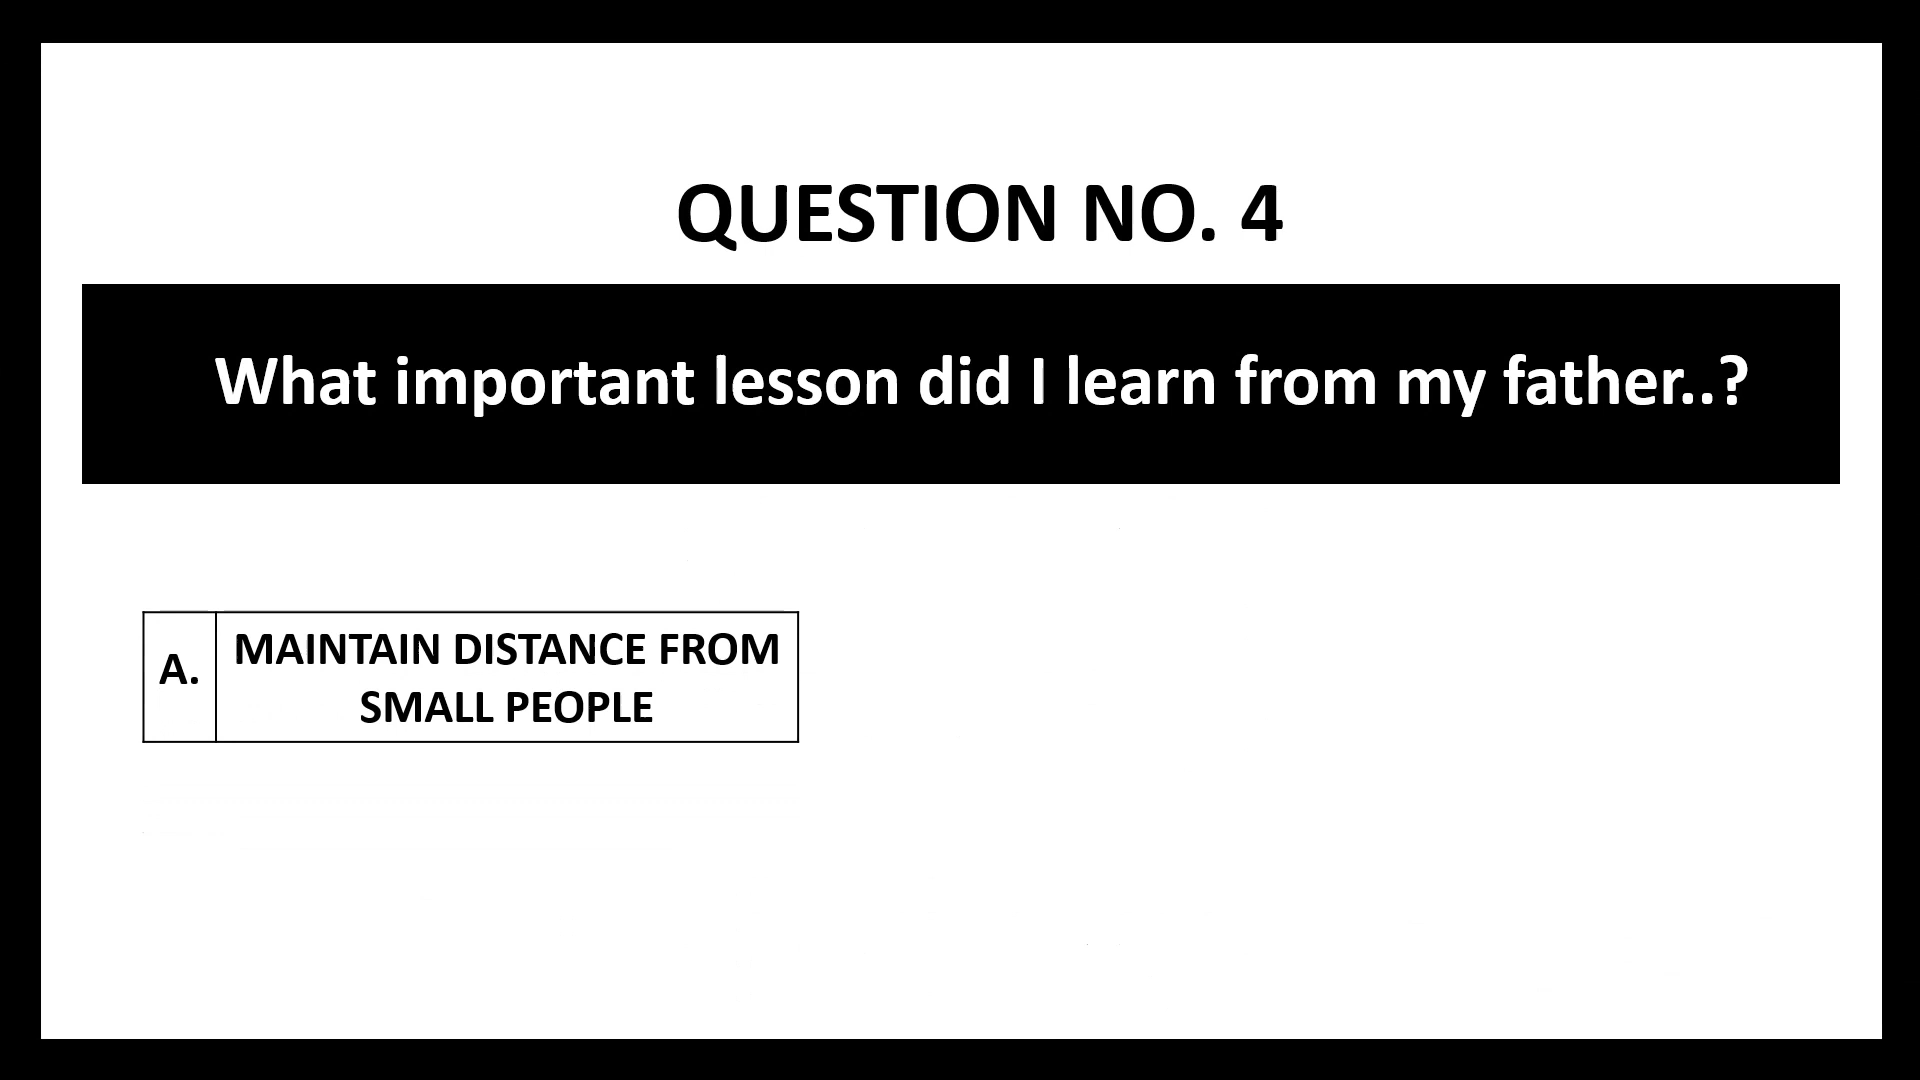 QUESTION NO. 4
What important lesson did I learn from my father..?
A.
MAINTAIN DISTANCE FROM
SMALL PEOPLE